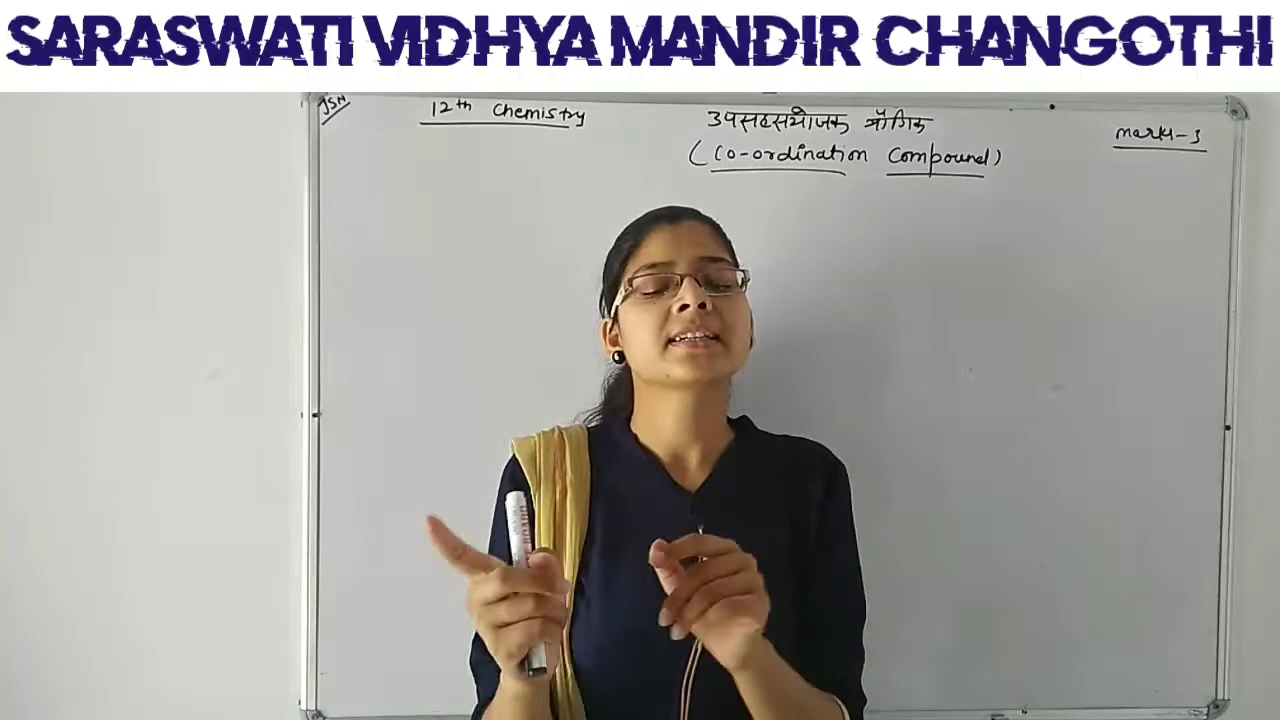 SARASWATI VIDHYA MANDIR CHANGOTHI
JSN
12th Chemistry
उपसहसंयोजक यौगिक
(Co-ordination Compound)
Marks-3